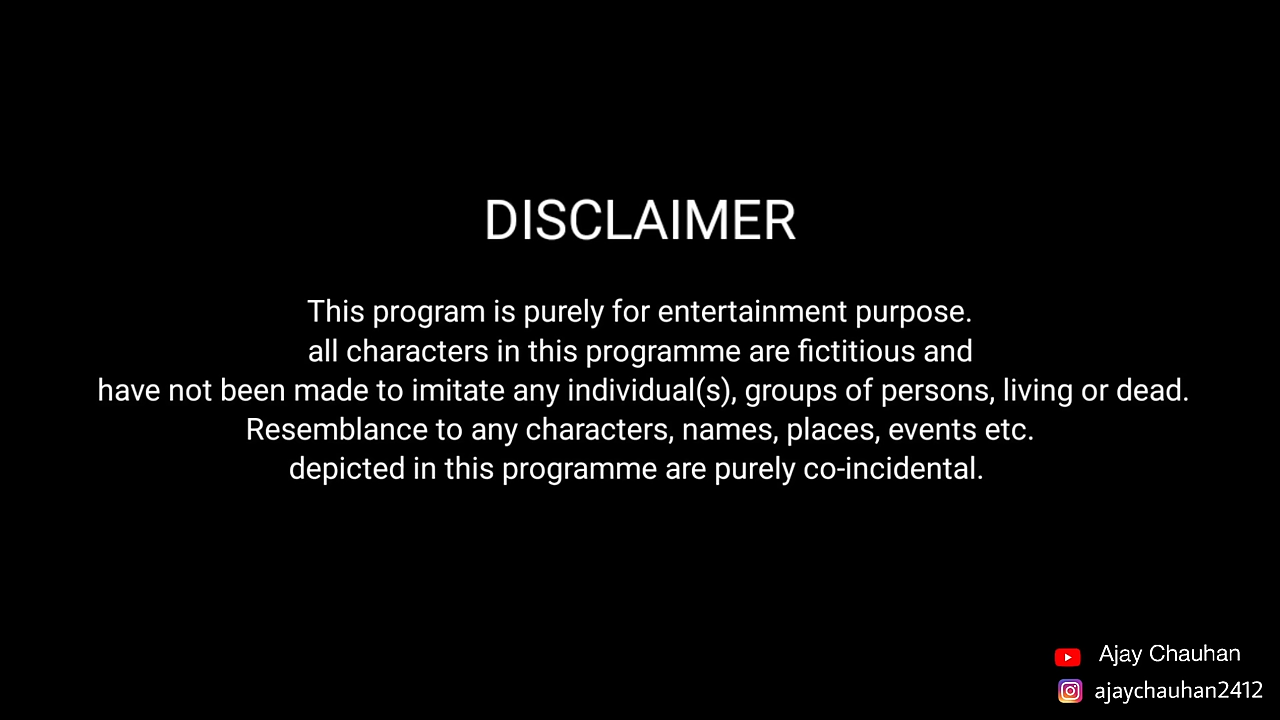 DISCLAIMER
This program is purely for entertainment purpose.
all characters in this programme are fictitious and
have not been made to imitate any individual(s), groups of persons, living or dead.
Resemblance to any characters, names, places, events etc.
depicted in this programme are purely co-incidental.
Ajay Chauhan
ajaychauhan2412